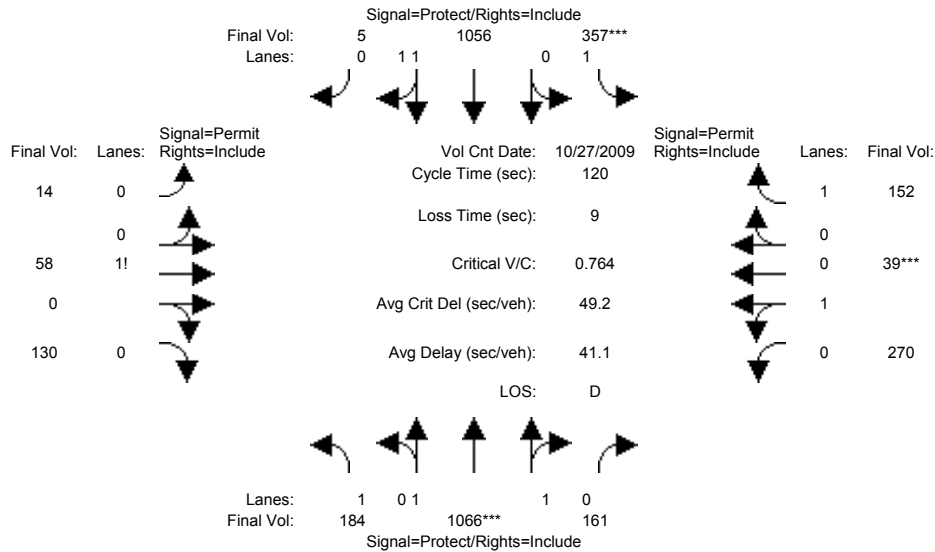 Signal=Protect/Rights=Include
Final Vol: 5 1056 357***
Lanes: 0 1 1 0 1
Signal=Permit Signal=Permit
Final Vol: Lanes: Rights=Include Vol Cnt Date: 10/27/2009 Rights=Include Lanes: Final Vol:
Cycle Time (sec): 120
14 0 1 152
Loss Time (sec): 9
0 0
58 1! Critical V/C: 0.764 0 39***
0 Avg Crit Del (sec/veh): 49.2 1
130 0 Avg Delay (sec/veh): 41.1 0 270
LOS: D
Lanes: 1 0 1 1 0
Final Vol: 184 1066*** 161
Signal=Protect/Rights=Include